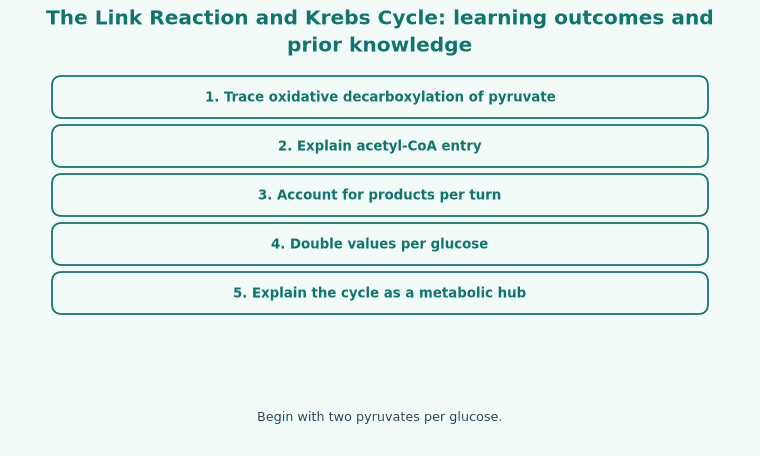 The Link Reaction and Krebs Cycle: learning outcomes and
prior knowledge
1. Trace oxidative decarboxylation of pyruvate
2. Explain acetyl-CoA entry
3. Account for products per turn
4. Double values per glucose
5. Explain the cycle as a metabolic hub
Begin with two pyruvates per glucose.